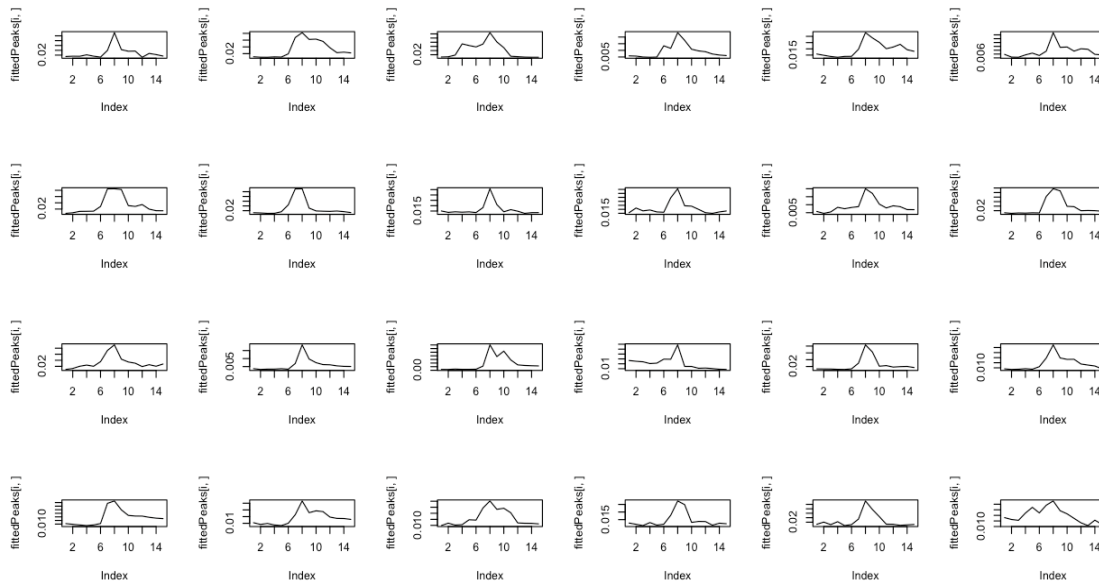 fittedPeaks[i, ] fittedPeaks[i, ] fittedPeaks[i, ] fittedPeaks[i, ] fittedPeaks[i, ] fittedPeaks[i, ]
0.02 0.02 0.02 0.005 0.015 0.006
2 6 10 14 2 6 10 14 2 6 10 14 2 6 10 14 2 6 10 14 2 6 10 14
Index Index Index Index Index Index
fittedPeaks[i, ] fittedPeaks[i, ] fittedPeaks[i, ] fittedPeaks[i, ] fittedPeaks[i, ] fittedPeaks[i, ]
0.02 0.02 0.015 0.015 0.005 0.02
2 6 10 14 2 6 10 14 2 6 10 14 2 6 10 14 2 6 10 14 2 6 10 14
Index Index Index Index Index Index
fittedPeaks[i, ] fittedPeaks[i, ] fittedPeaks[i, ] fittedPeaks[i, ] fittedPeaks[i, ] fittedPeaks[i, ]
0.02 0.005 0.00 0.01 0.02 0.010
2 6 10 14 2 6 10 14 2 6 10 14 2 6 10 14 2 6 10 14 2 6 10 14
Index Index Index Index Index Index
fittedPeaks[i, ] fittedPeaks[i, ] fittedPeaks[i, ] fittedPeaks[i, ] fittedPeaks[i, ] fittedPeaks[i, ]
0.010 0.01 0.010 0.015 0.02 0.010
2 6 10 14 2 6 10 14 2 6 10 14 2 6 10 14 2 6 10 14 2 6 10 14
Index Index Index Index Index Index